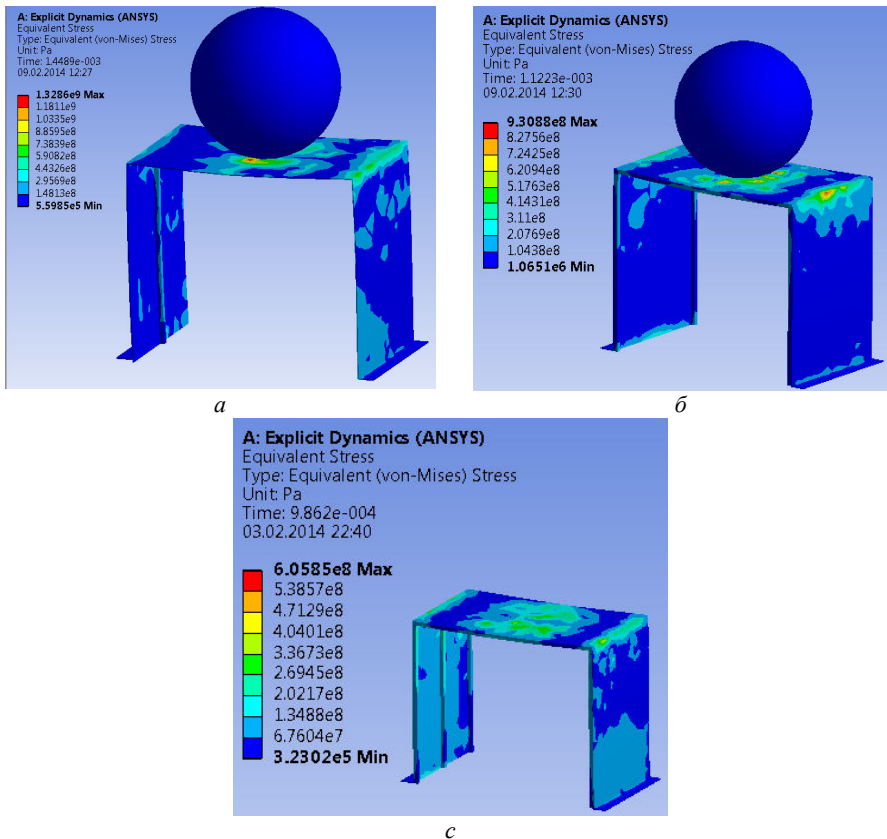 A: Explicit Dynamics (ANSYS)
Equivalent Stress
Type: Equivalent (von-Mises) Stress
Unit: Pa
Time: 1.4489e-003
09.02.2014 12:27
1.3286e9 Max
1.1811e9
1.0335e9
8.8595e8
7.3839e8
5.9082e8
4.4326e8
2.9569e8
1.4813e8
5.5985e5 Min
а
A: Explicit Dynamics (ANSYS)
Equivalent Stress
Type: Equivalent (von-Mises) Stress
Unit: Pa
Time: 1.1223e-003
09.02.2014 12:30
9.3088e8 Max
8.2756e8
7.2425e8
6.2094e8
5.1763e8
4.1431e8
3.11e8
2.0769e8
1.0438e8
1.0651e6 Min
б
A: Explicit Dynamics (ANSYS)
Equivalent Stress
Type: Equivalent (von-Mises) Stress
Unit: Pa
Time: 9.862e-004
03.02.2014 22:40
6.0585e8 Max
5.3857e8
4.7129e8
4.0401e8
3.3673e8
2.6945e8
2.0217e8
1.3488e8
6.7604e7
3.2302e5 Min
с